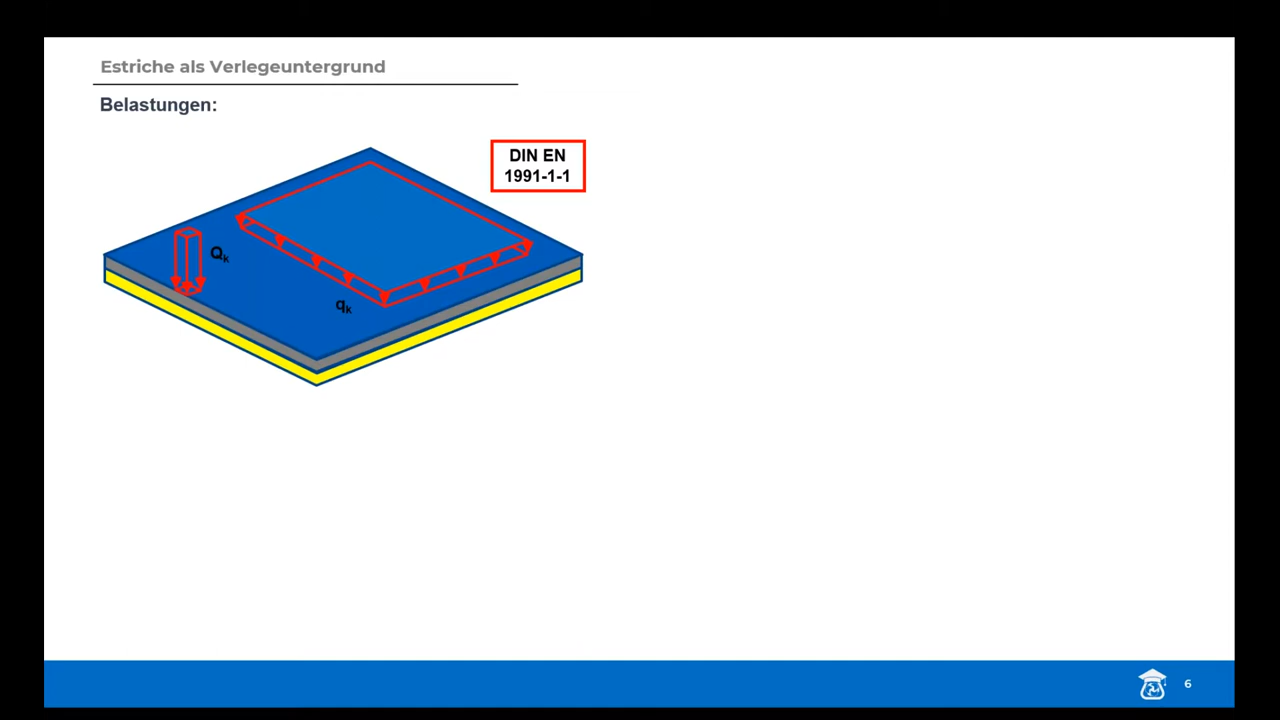 Estriche als Verlegeuntergrund
Belastungen:
DIN EN
1991-1-1
Qk
qk
6